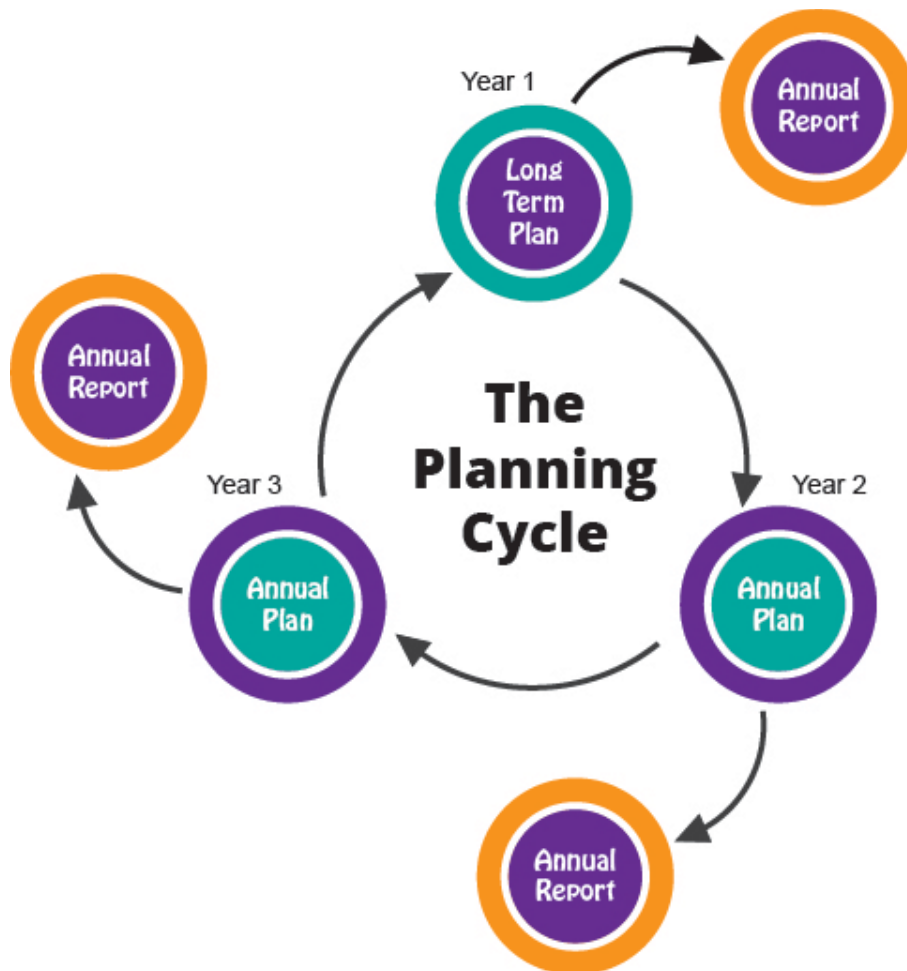 Year 1
Long
Term
Plan
Annual
Report
The
Planning
Cycle
Year 2
Annual
Plan
Annual
Report
Year 3
Annual
Plan
Annual
Report